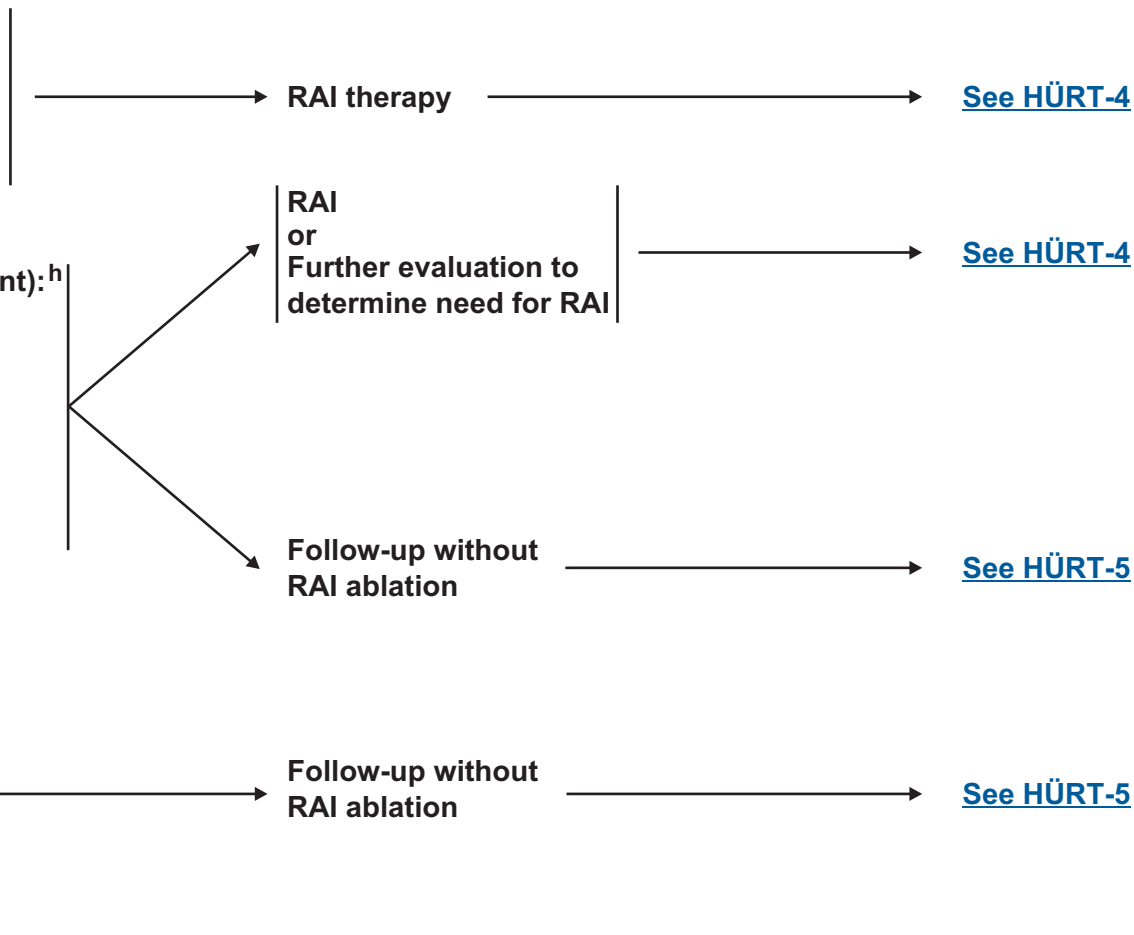 RAI therapy
See HÜRT-4
RAI
or
Further evaluation to
determine need for RAI
See HÜRT-4
nt):h
Follow-up without
RAI ablation
See HÜRT-5
Follow-up without
RAI ablation
See HÜRT-5